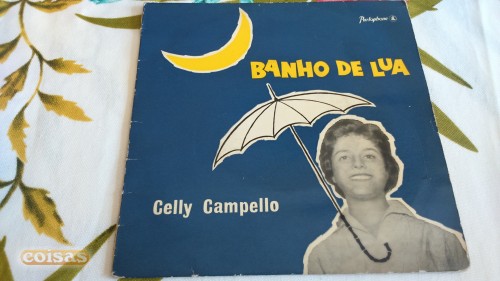 Parlophone
BANHO DE LUA
Celly Campello
coisas